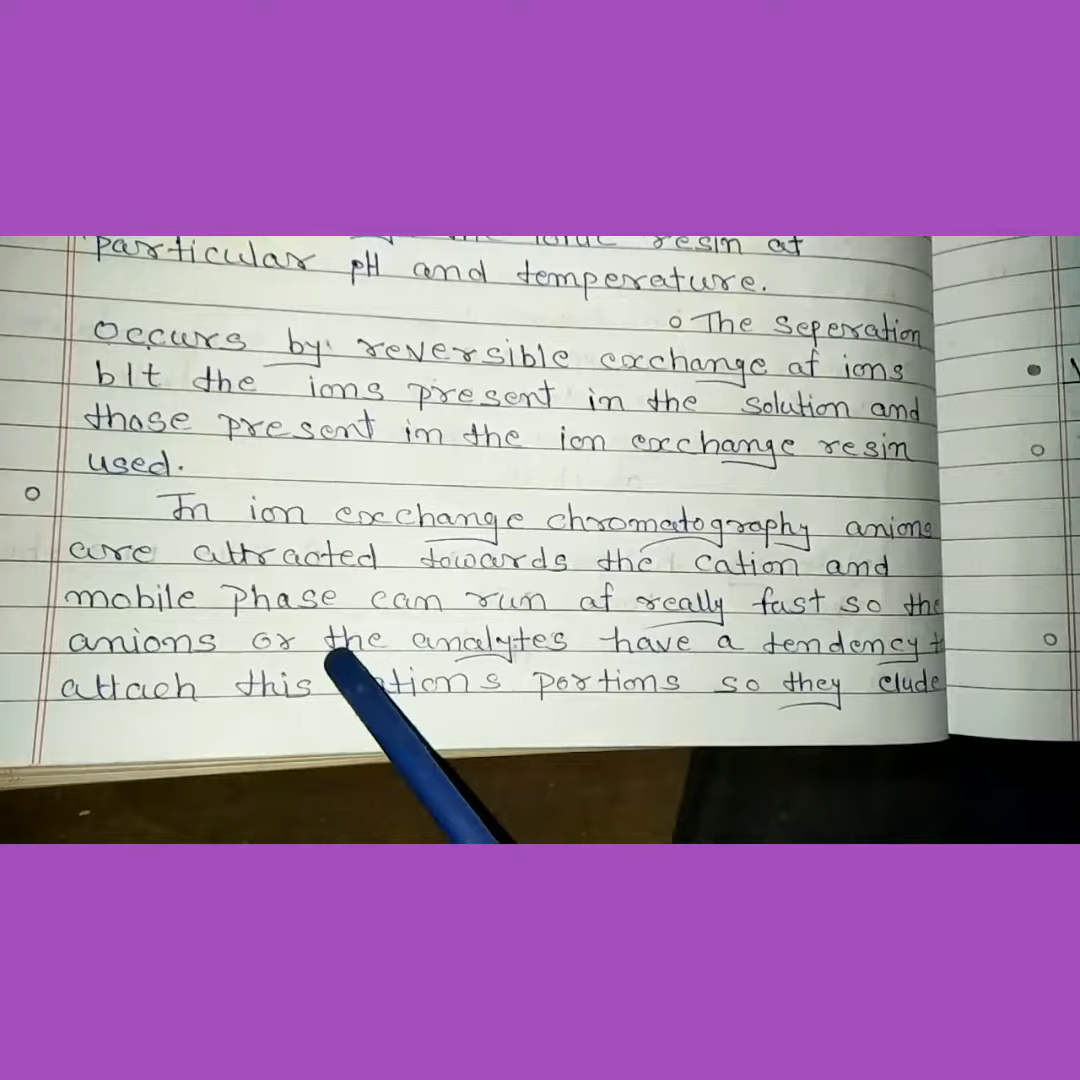 resin at
particular pH and temperature.
o The seperation
occurs by reversible exchange of ions
b/t the ions present in the solution and
those present in the ion exchange resin
used.
In ion exchange chromatography anions
are attracted towards the cation and
mobile phase can run at really fast so the
anions or the analytes have a tendency
attach this portions so they elude